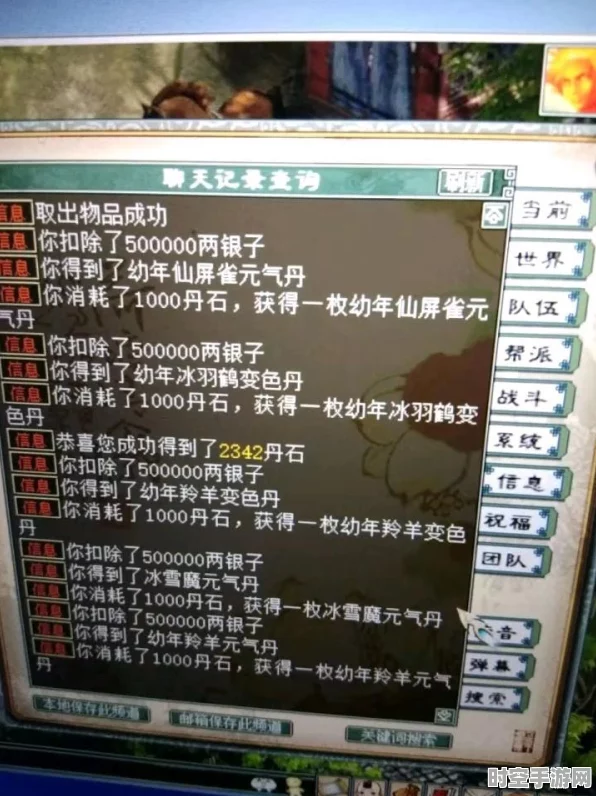 聊天记录查询
刷新
信息 取出物品成功
信息 你扣除了500000两银子
信息 你得到了幼年仙屏雀元气丹
信息 你消耗了1000丹石，获得一枚幼年仙屏雀元
气丹
信息 你扣除了500000两银子
信息 你得到了幼年冰羽鹤变色丹
信息 你消耗了1000丹石，获得一枚幼年冰羽鹤变
色丹
信息 恭喜您成功得到了2342丹石
信息 你扣除了500000两银子
信息 你得到了幼年羚羊变色丹
信息 你消耗了1000丹石，获得一枚幼年羚羊变色
丹
信息 你扣除了500000两银子
信息 你得到了冰雪魔元气丹
信息 你消耗了1000丹石，获得一枚冰雪魔元气丹
信息 你扣除了500000两银子
信息 你得到了幼年羚羊元气丹
信息 你消耗了1000丹石，获得一枚幼年羚羊元气
丹
当前
世界
队伍
帮派
战斗
系统
信息
祝福
团队
音
弹幕
搜索
本地保存此频道
邮箱保存此频道
关键词搜索
时空手游网